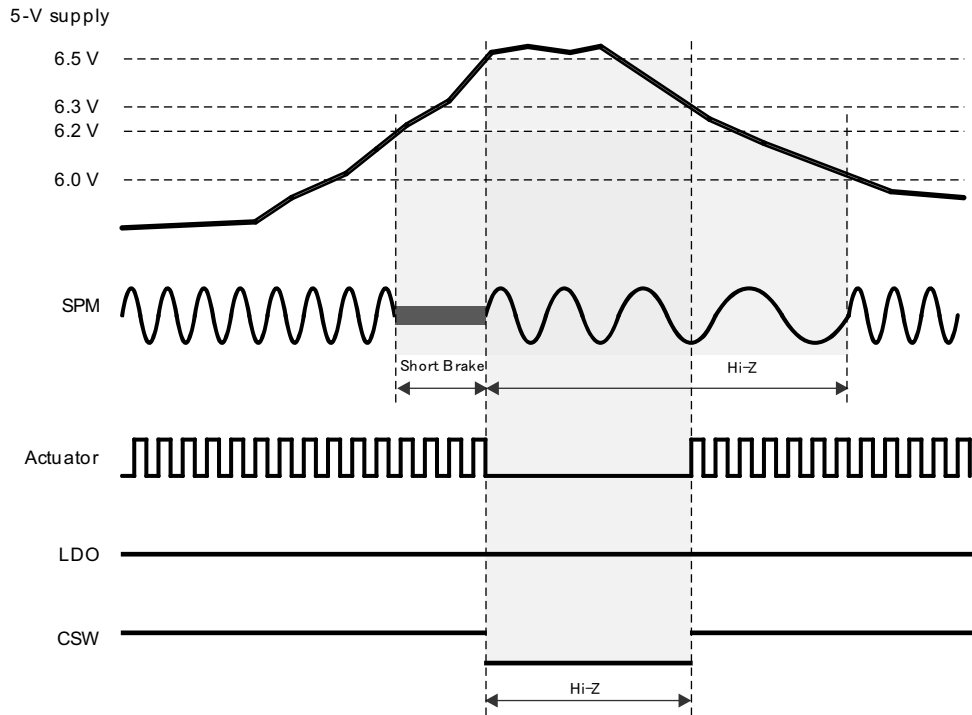 5-V supply
6.5 V
6.3 V
6.2 V
6.0 V
SPM
Short Brake
Hi-Z
Actuator
LDO
CSW
Hi-Z